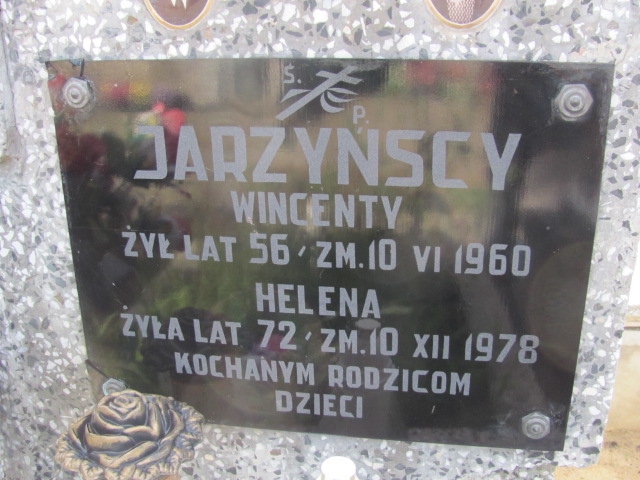 Ś. P.
JARZYŃSCY
WINCENTY
ŻYŁ LAT 56, ZM. 10 VI 1960
HELENA
ŻYŁA LAT 72, ZM. 10 XII 1978
KOCHANYM RODZICOM
DZIECI